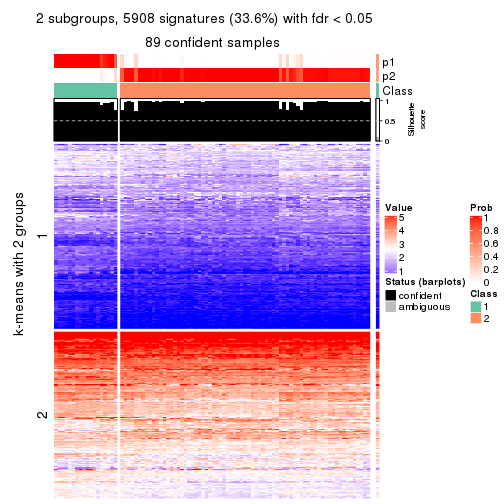 2 subgroups, 5908 signatures (33.6%) with fdr < 0.05
89 confident samples
p1
p2
Class
1
0.5
0
Silhouette
score
k-means with 2 groups
1
2
Value
5
4
3
2
1
Status (barplots)
confident
ambiguous
Prob
1
0.8
0.6
0.4
0.2
0
Class
1
2